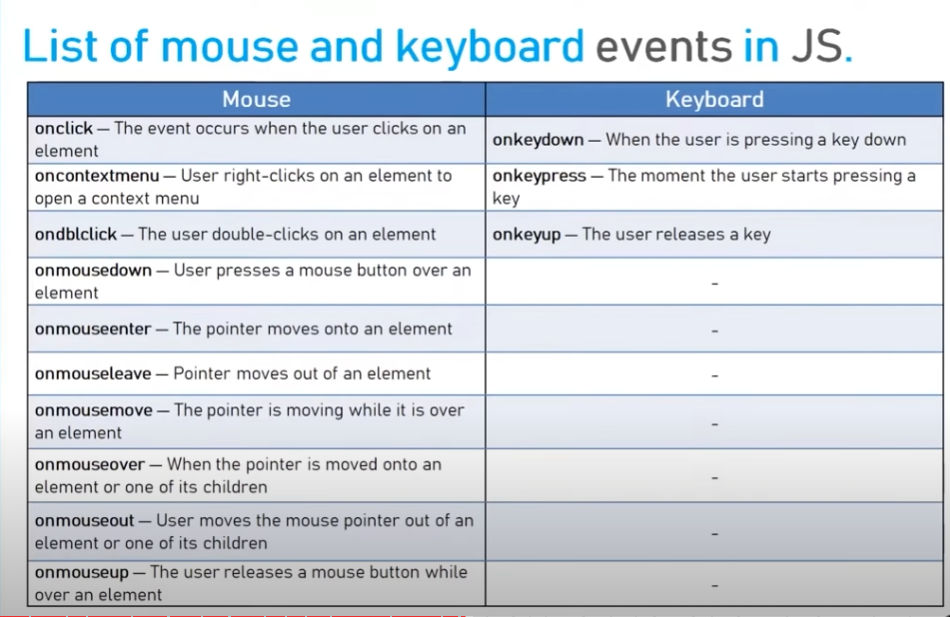 List of mouse and keyboard events in JS.
Mouse
Keyboard
onclick — The event occurs when the user clicks on an
element
onkeydown — When the user is pressing a key down
oncontextmenu — User right-clicks on an element to
open a context menu
onkeypress — The moment the user starts pressing a
key
ondblclick — The user double-clicks on an element
onkeyup — The user releases a key
onmousedown — User presses a mouse button over an
element
-
onmouseenter — The pointer moves onto an element
-
onmouseleave — Pointer moves out of an element
-
onmousemove — The pointer is moving while it is over
an element
-
onmouseover — When the pointer is moved onto an
element or one of its children
-
onmouseout — User moves the mouse pointer out of an
element or one of its children
-
onmouseup — The user releases a mouse button while
over an element
-